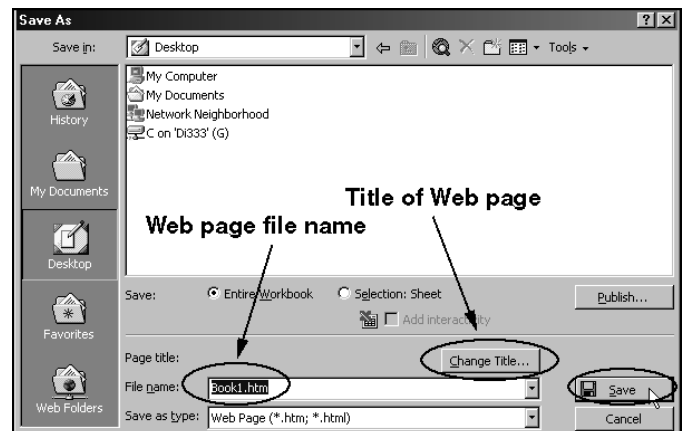 Save As
Save in:
Desktop
Tools
History
My Documents
Desktop
Favorites
Web Folders
My Computer
My Documents
Network Neighborhood
C on 'Di333' (G)
Title of Web page
Web page file name
Save:
Entire Workbook
Selection: Sheet
Publish...
Add interactivity
Page title:
Change Title...
File name:
Book1.htm
Save
Save as type:
Web Page (*.htm; *.html)
Cancel